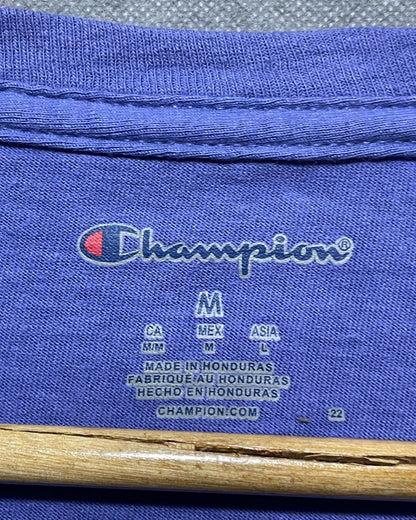 Champion®
M
CA MEX ASIA
M/M M L
MADE IN HONDURAS
FABRIQUÉ AU HONDURAS
HECHO EN HONDURAS
CHAMPION.COM
22